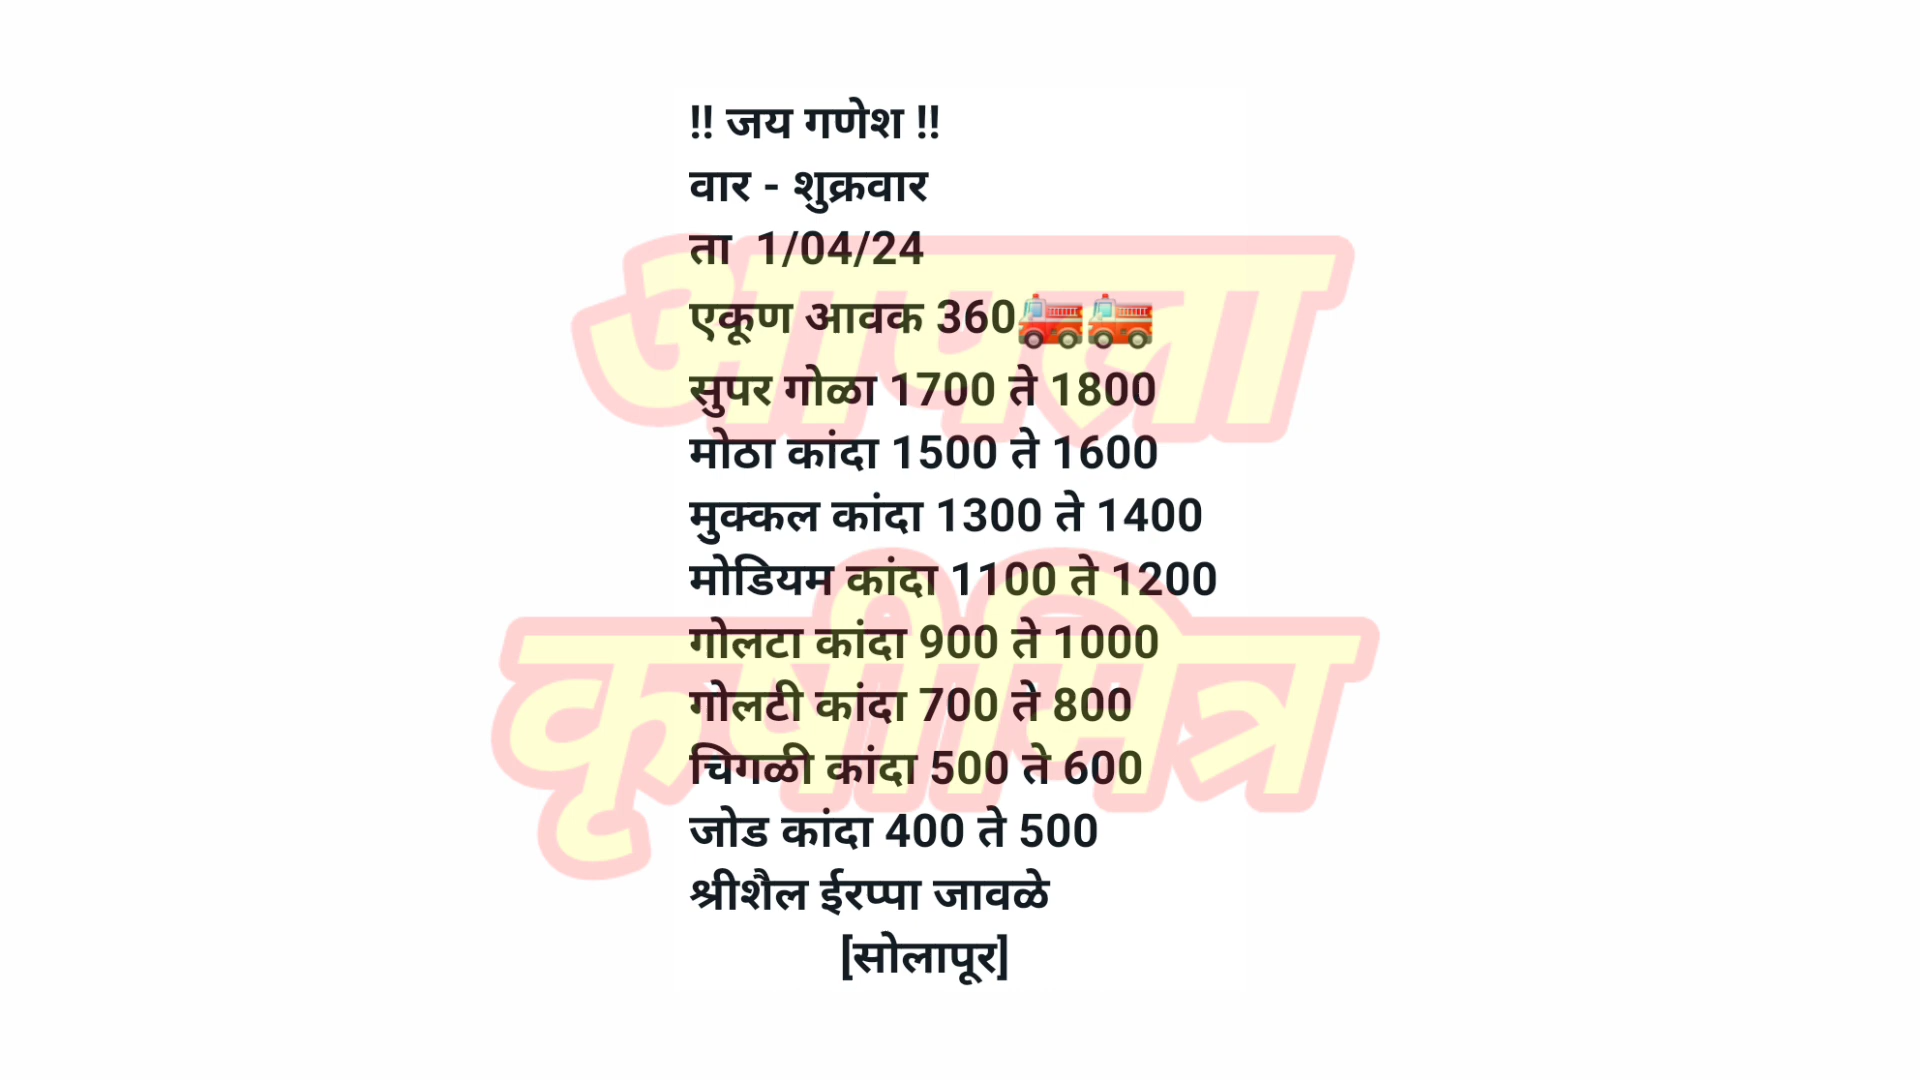 !! जय गणेश !!
वार - शुक्रवार
ता 1/04/24
एकूण आवक 360🚒🚒
सुपर गोळा 1700 ते 1800
मोठा कांदा 1500 ते 1600
मुक्कल कांदा 1300 ते 1400
मोडियम कांदा 1100 ते 1200
गोलटा कांदा 900 ते 1000
गोलटी कांदा 700 ते 800
चिगळी कांदा 500 ते 600
जोड कांदा 400 ते 500
श्रीशैल ईरप्पा जावळे
[सोलापूर]
आपला
कृषीमित्र